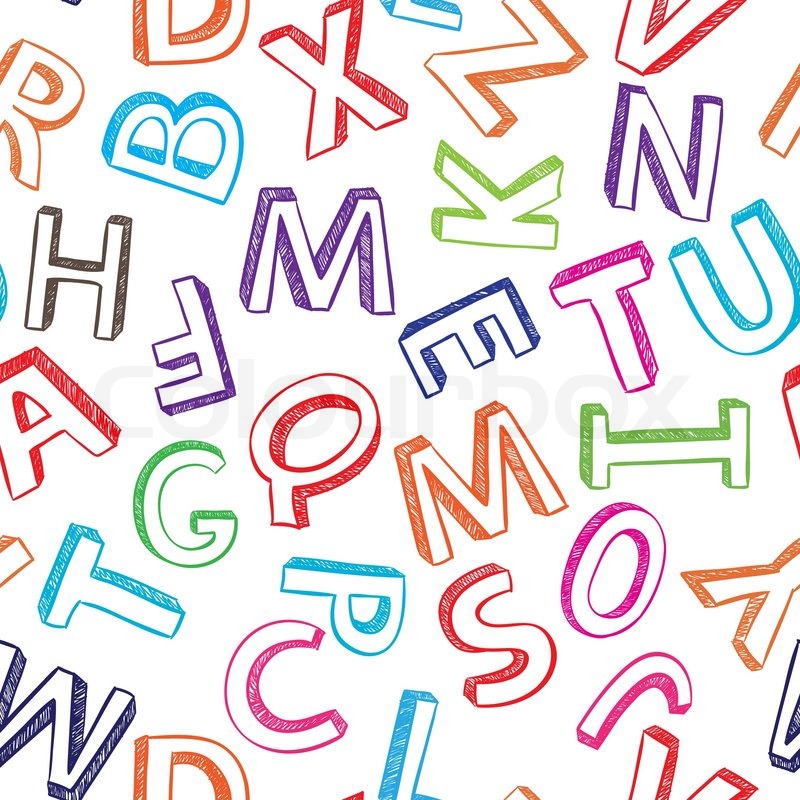 D X Z V
R B N
K
H M T U
F E
A Q M I
G
T P O Y
C S J
W D L X
colourbox